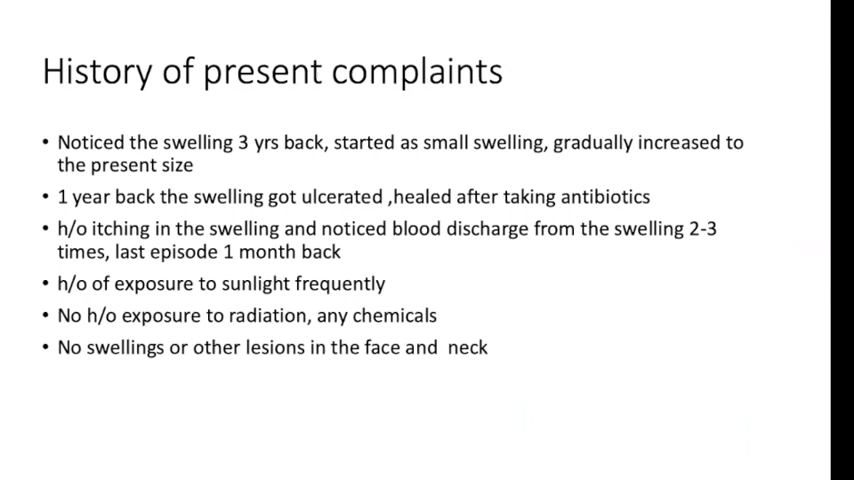 History of present complaints
• Noticed the swelling 3 yrs back, started as small swelling, gradually increased to
the present size
• 1 year back the swelling got ulcerated ,healed after taking antibiotics
• h/o itching in the swelling and noticed blood discharge from the swelling 2-3
times, last episode 1 month back
• h/o of exposure to sunlight frequently
• No h/o exposure to radiation, any chemicals
• No swellings or other lesions in the face and  neck